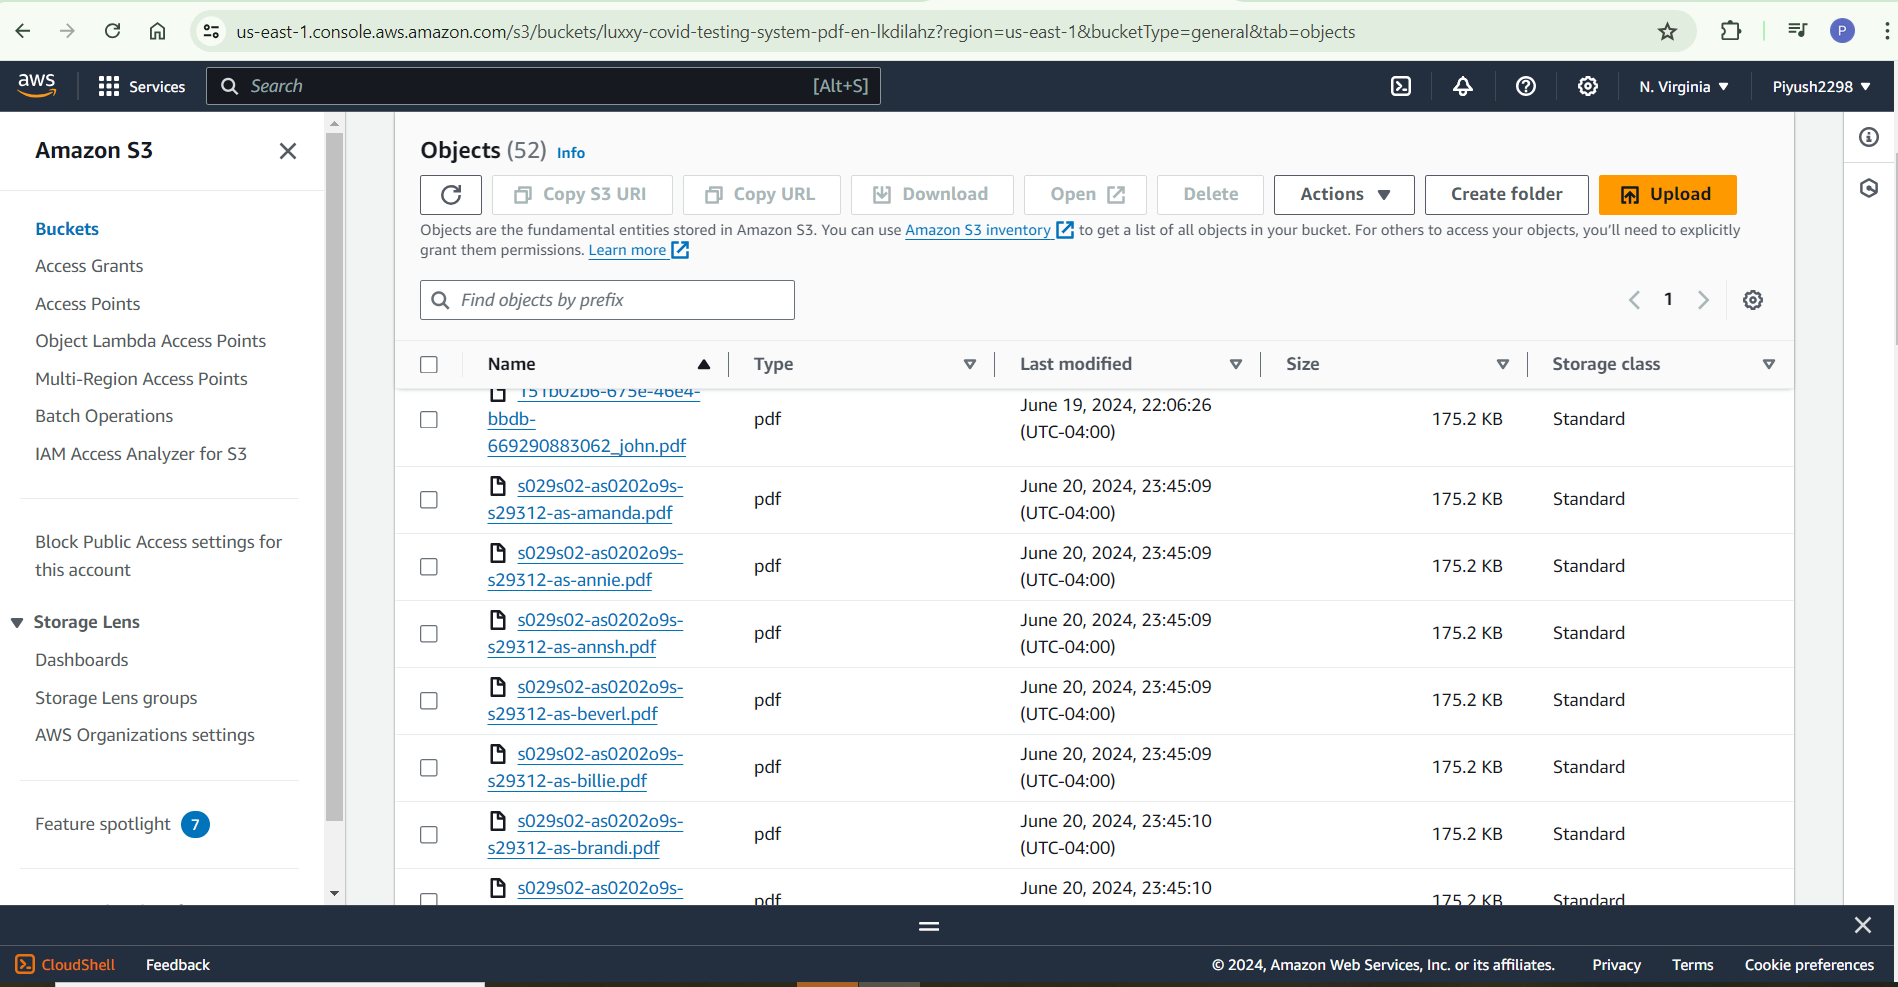 us-east-1.console.aws.amazon.com/s3/buckets/luxxy-covid-testing-system-pdf-en-lkdilahz?region=us-east-1&bucketType=general&tab=objects
P
aws
Services
Search
[Alt+S]
N. Virginia
Piyush2298
Amazon S3
Buckets
Access Grants
Access Points
Object Lambda Access Points
Multi-Region Access Points
Batch Operations
IAM Access Analyzer for S3
Block Public Access settings for
this account
Storage Lens
Dashboards
Storage Lens groups
AWS Organizations settings
Feature spotlight 7
Objects (52) Info
Copy S3 URI
Copy URL
Download
Open
Delete
Actions
Create folder
Upload
Objects are the fundamental entities stored in Amazon S3. You can use Amazon S3 inventory to get a list of all objects in your bucket. For others to access your objects, you'll need to explicitly
grant them permissions. Learn more
Find objects by prefix
1
Name Type Last modified Size Storage class
151b02b6-675e-46e4-
bbdb-
669290883062_john.pdf
pdf
June 19, 2024, 22:06:26
(UTC-04:00)
175.2 KB
Standard
s029s02-as0202o9s-
s29312-as-amanda.pdf
pdf
June 20, 2024, 23:45:09
(UTC-04:00)
175.2 KB
Standard
s029s02-as0202o9s-
s29312-as-annie.pdf
pdf
June 20, 2024, 23:45:09
(UTC-04:00)
175.2 KB
Standard
s029s02-as0202o9s-
s29312-as-annsh.pdf
pdf
June 20, 2024, 23:45:09
(UTC-04:00)
175.2 KB
Standard
s029s02-as0202o9s-
s29312-as-beverl.pdf
pdf
June 20, 2024, 23:45:09
(UTC-04:00)
175.2 KB
Standard
s029s02-as0202o9s-
s29312-as-billie.pdf
pdf
June 20, 2024, 23:45:09
(UTC-04:00)
175.2 KB
Standard
s029s02-as0202o9s-
s29312-as-brandi.pdf
pdf
June 20, 2024, 23:45:10
(UTC-04:00)
175.2 KB
Standard
s029s02-as0202o9s-
pdf
June 20, 2024, 23:45:10
175.2 KB
Standard
CloudShell
Feedback
© 2024, Amazon Web Services, Inc. or its affiliates.
Privacy
Terms
Cookie preferences